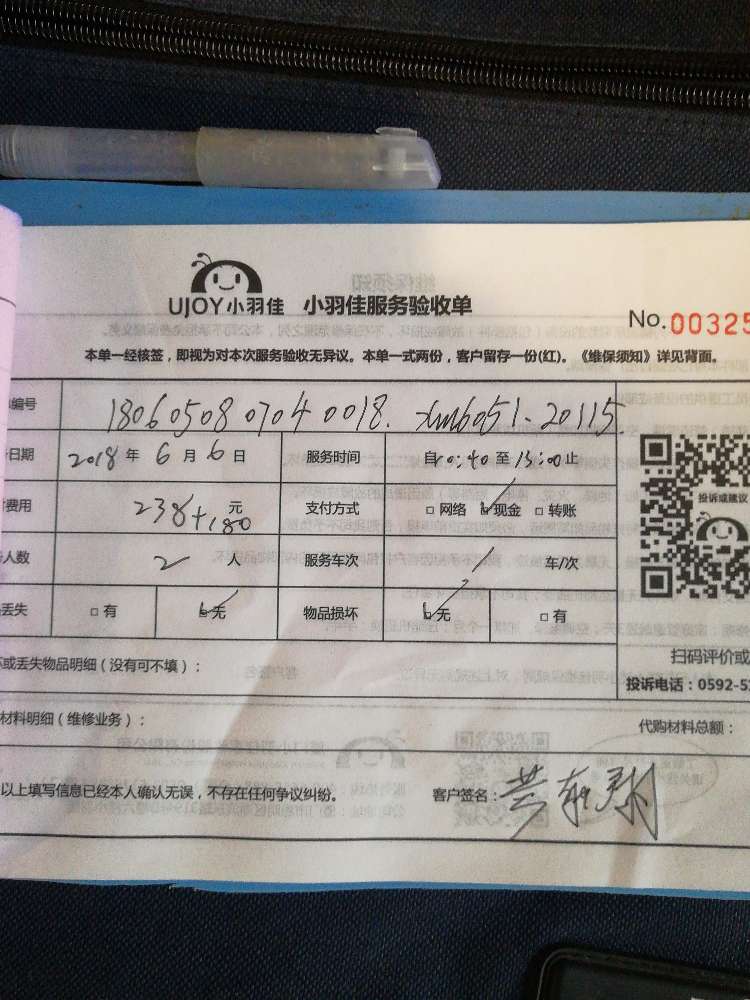 UJOY小羽佳 小羽佳服务验收单
No.00325
本单一经核签，即视为对本次服务验收无异议。本单一式两份，客户留存一份(红)。《维保须知》详见背面。
编号 1806050807040018. xm6051-20115.
日期 2018年6月6日 服务时间 自10:40至13:00止
费用 238+180元 支付方式 □网络 ☑现金 □转账
投诉或建议
人数 2人 服务车次 / 车/次
丢失 □有 ☑无 物品损坏 ☑无 □有
坏或丢失物品明细（没有可不填）：
扫码评价或
投诉电话：0592-5
材料明细（维修业务）：
代购材料总额：
以上填写信息已经本人确认无误，不存在任何争议纠纷。 客户签名：